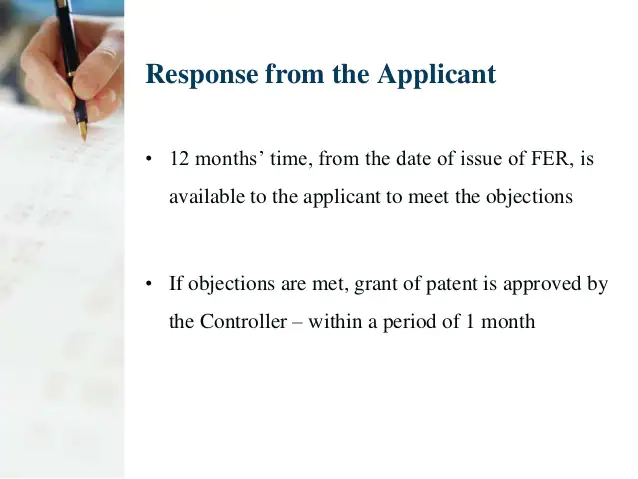 Response from the Applicant
• 12 months’ time, from the date of issue of FER, is
available to the applicant to meet the objections
• If objections are met, grant of patent is approved by
the Controller – within a period of 1 month